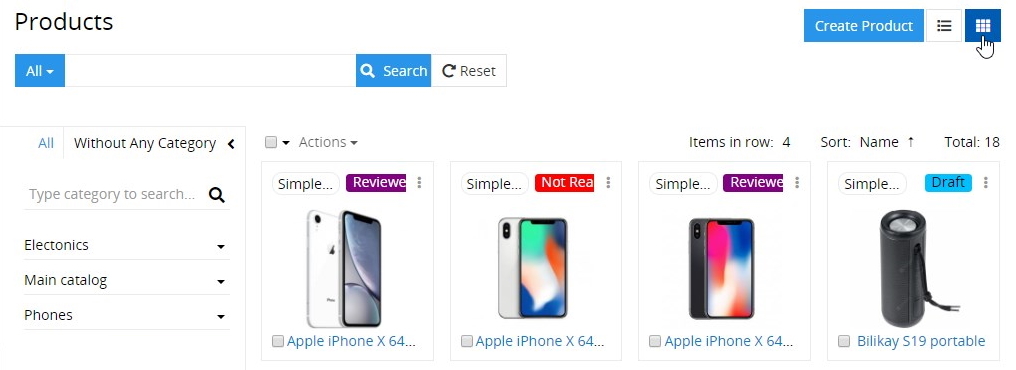 Products
Create Product
All
Search
Reset
All
Without Any Category
Actions
Items in row: 4
Sort: Name ↑
Total: 18
Type category to search...
Electonics
Main catalog
Phones
Simple...
Reviewe
Simple...
Not Rea
Simple...
Reviewe
Simple...
Draft
Apple iPhone X 64...
Apple iPhone X 64...
Apple iPhone X 64...
Bilikay S19 portable